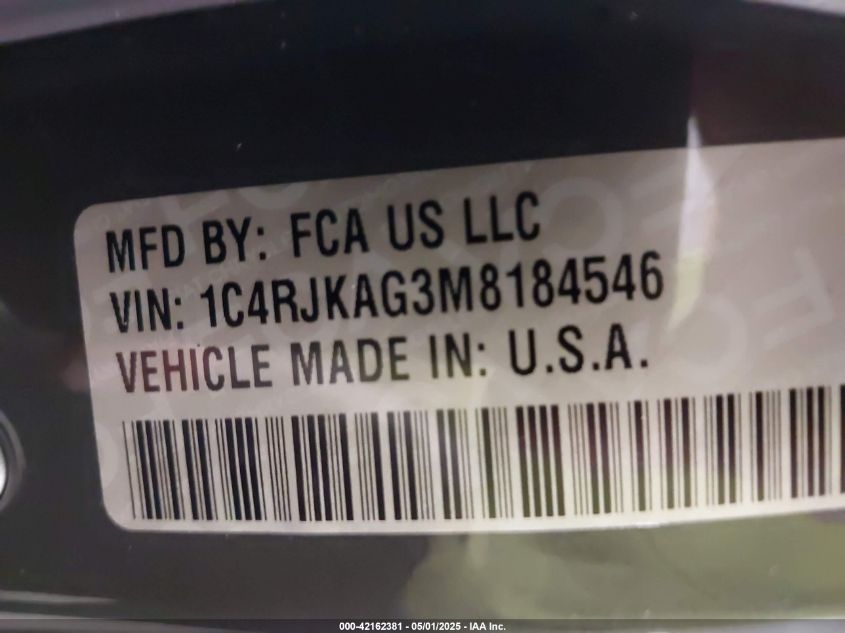 MFD BY: FCA US LLC
VIN: 1C4RJKAG3M8184546
VEHICLE MADE IN: U.S.A.
000-42162381 - 05/01/2025 - IAA Inc.